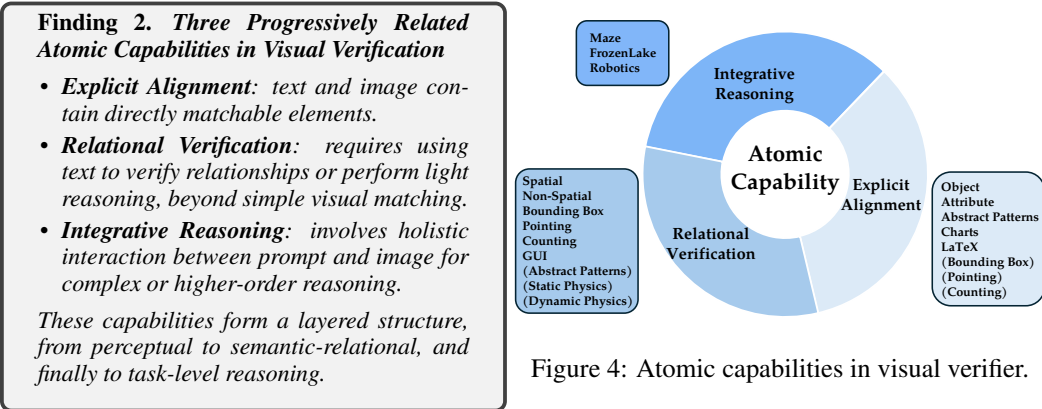 Finding 2. Three Progressively Related
Atomic Capabilities in Visual Verification
• Explicit Alignment: text and image con-
tain directly matchable elements.
• Relational Verification: requires using
text to verify relationships or perform light
reasoning, beyond simple visual matching.
• Integrative Reasoning: involves holistic
interaction between prompt and image for
complex or higher-order reasoning.
These capabilities form a layered structure,
from perceptual to semantic-relational, and
finally to task-level reasoning.
Maze
FrozenLake
Robotics
Integrative
Reasoning
Atomic
Capability
Explicit
Alignment
Relational
Verification
Spatial
Non-Spatial
Bounding Box
Pointing
Counting
GUI
(Abstract Patterns)
(Static Physics)
(Dynamic Physics)
Object
Attribute
Abstract Patterns
Charts
LaTeX
(Bounding Box)
(Pointing)
(Counting)
Figure 4: Atomic capabilities in visual verifier.